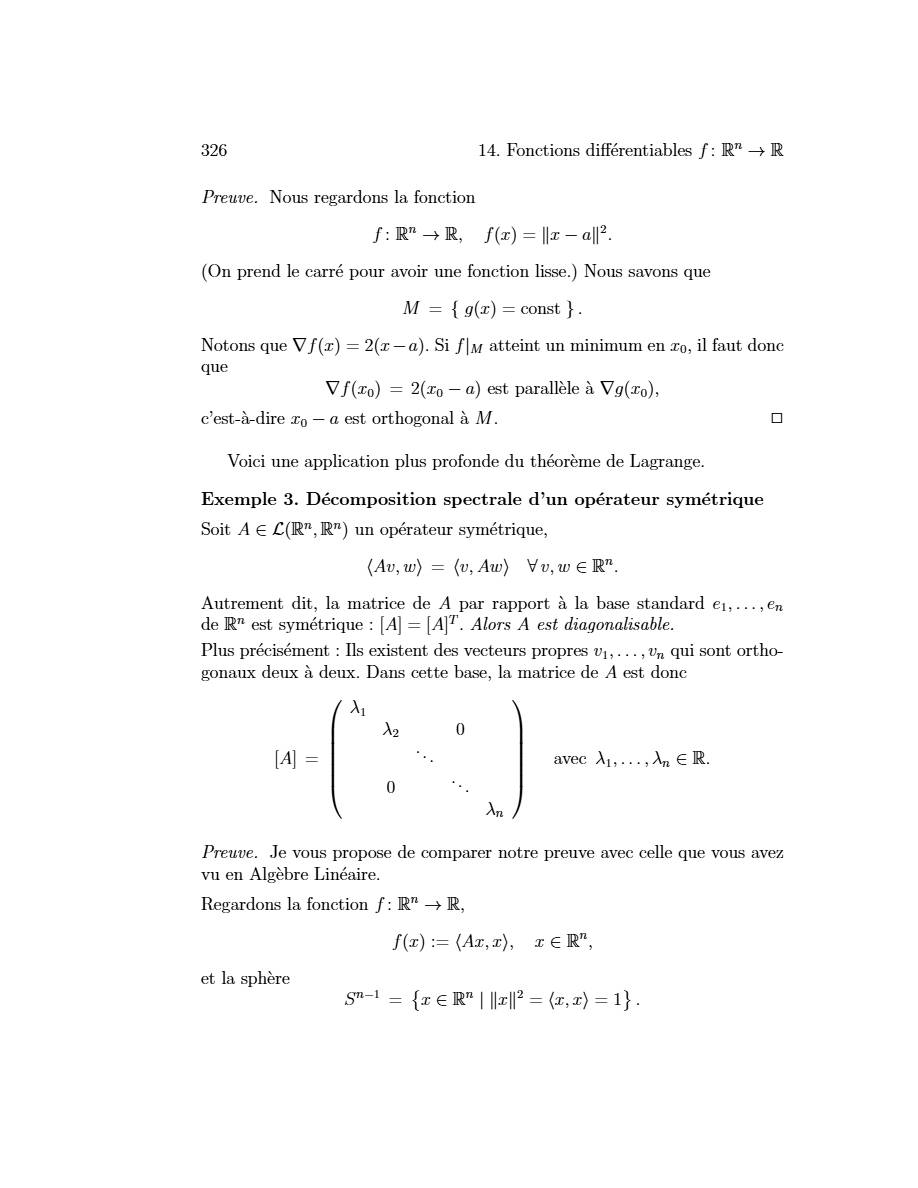 326 14. Fonctions différentiables f : ℝⁿ → ℝ
Preuve. Nous regardons la fonction
f : ℝⁿ → ℝ, f(x) = ‖x − a‖².
(On prend le carré pour avoir une fonction lisse.) Nous savons que
M = { g(x) = const } .
Notons que ∇f(x) = 2(x − a). Si f|_M atteint un minimum en x₀, il faut donc
que
∇f(x₀) = 2(x₀ − a) est parallèle à ∇g(x₀),
c'est-à-dire x₀ − a est orthogonal à M. □
Voici une application plus profonde du théorème de Lagrange.
Exemple 3. Décomposition spectrale d'un opérateur symétrique
Soit A ∈ ℒ(ℝⁿ, ℝⁿ) un opérateur symétrique,
⟨Av, w⟩ = ⟨v, Aw⟩ ∀ v, w ∈ ℝⁿ.
Autrement dit, la matrice de A par rapport à la base standard e₁, . . . , eₙ
de ℝⁿ est symétrique : [A] = [A]ᵀ. Alors A est diagonalisable.
Plus précisément : Ils existent des vecteurs propres v₁, . . . , vₙ qui sont ortho-
gonaux deux à deux. Dans cette base, la matrice de A est donc
λ₁
λ₂ 0
⋱
[A] = avec λ₁, . . . , λₙ ∈ ℝ.
0 ⋱
λₙ
Preuve. Je vous propose de comparer notre preuve avec celle que vous avez
vu en Algèbre Linéaire.
Regardons la fonction f : ℝⁿ → ℝ,
f(x) := ⟨Ax, x⟩, x ∈ ℝⁿ,
et la sphère
Sⁿ⁻¹ = {x ∈ ℝⁿ | ‖x‖² = ⟨x, x⟩ = 1} .